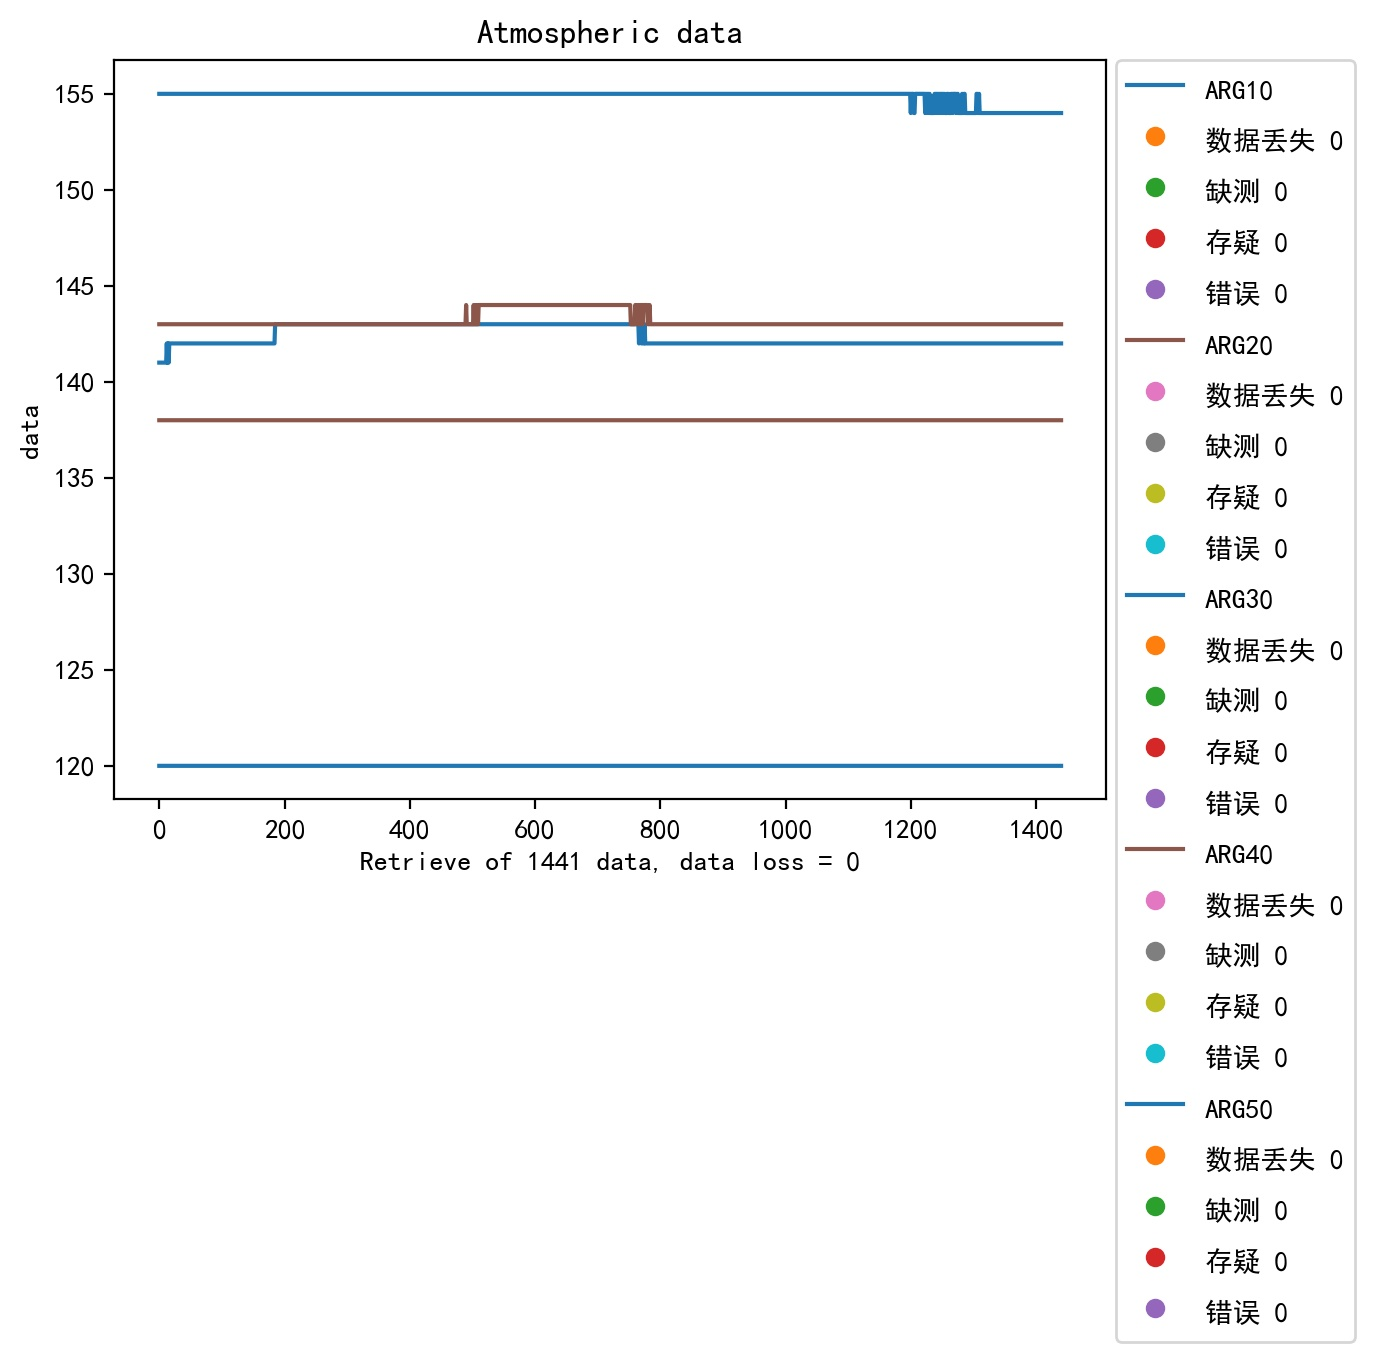 Atmospheric data
data
155
150
145
140
135
130
125
120
0 200 400 600 800 1000 1200 1400
Retrieve of 1441 data, data loss = 0
ARG10
数据丢失 0
缺测 0
存疑 0
错误 0
ARG20
数据丢失 0
缺测 0
存疑 0
错误 0
ARG30
数据丢失 0
缺测 0
存疑 0
错误 0
ARG40
数据丢失 0
缺测 0
存疑 0
错误 0
ARG50
数据丢失 0
缺测 0
存疑 0
错误 0